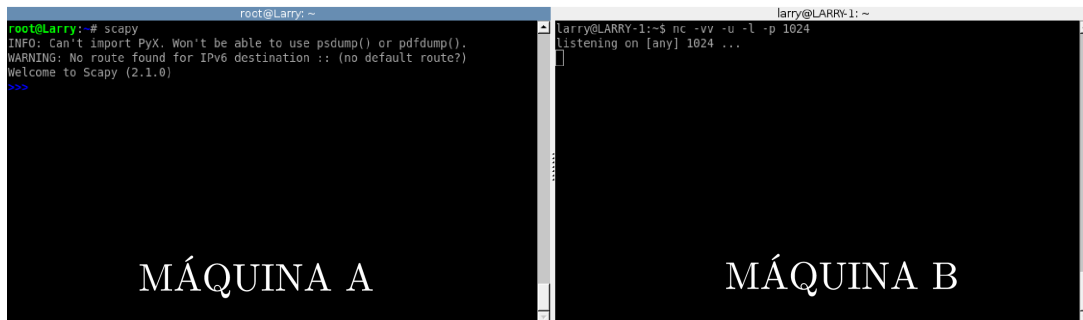 root@Larry: ~
root@Larry:~# scapy
INFO: Can't import PyX. Won't be able to use psdump() or pdfdump().
WARNING: No route found for IPv6 destination :: (no default route?)
Welcome to Scapy (2.1.0)
>>>
MÁQUINA A
larry@LARRY-1: ~
larry@LARRY-1:~$ nc -vv -u -l -p 1024
listening on [any] 1024 ...
MÁQUINA B